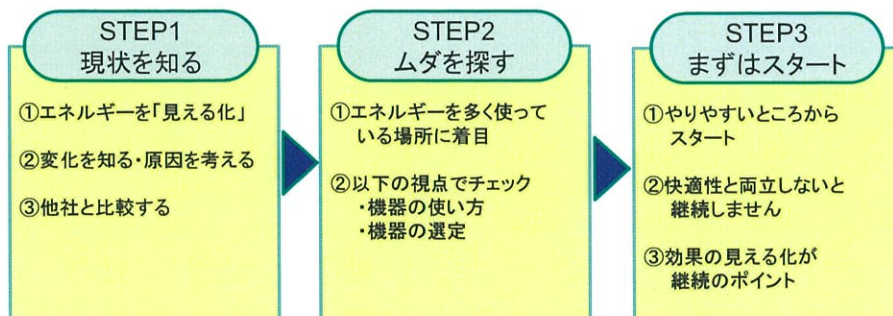 STEP1
現状を知る
①エネルギーを「見える化」
②変化を知る・原因を考える
③他社と比較する
STEP2
ムダを探す
①エネルギーを多く使って
いる場所に着目
②以下の視点でチェック
・機器の使い方
・機器の選定
STEP3
まずはスタート
①やりやすいところから
スタート
②快適性と両立しないと
継続しません
③効果の見える化が
継続のポイント